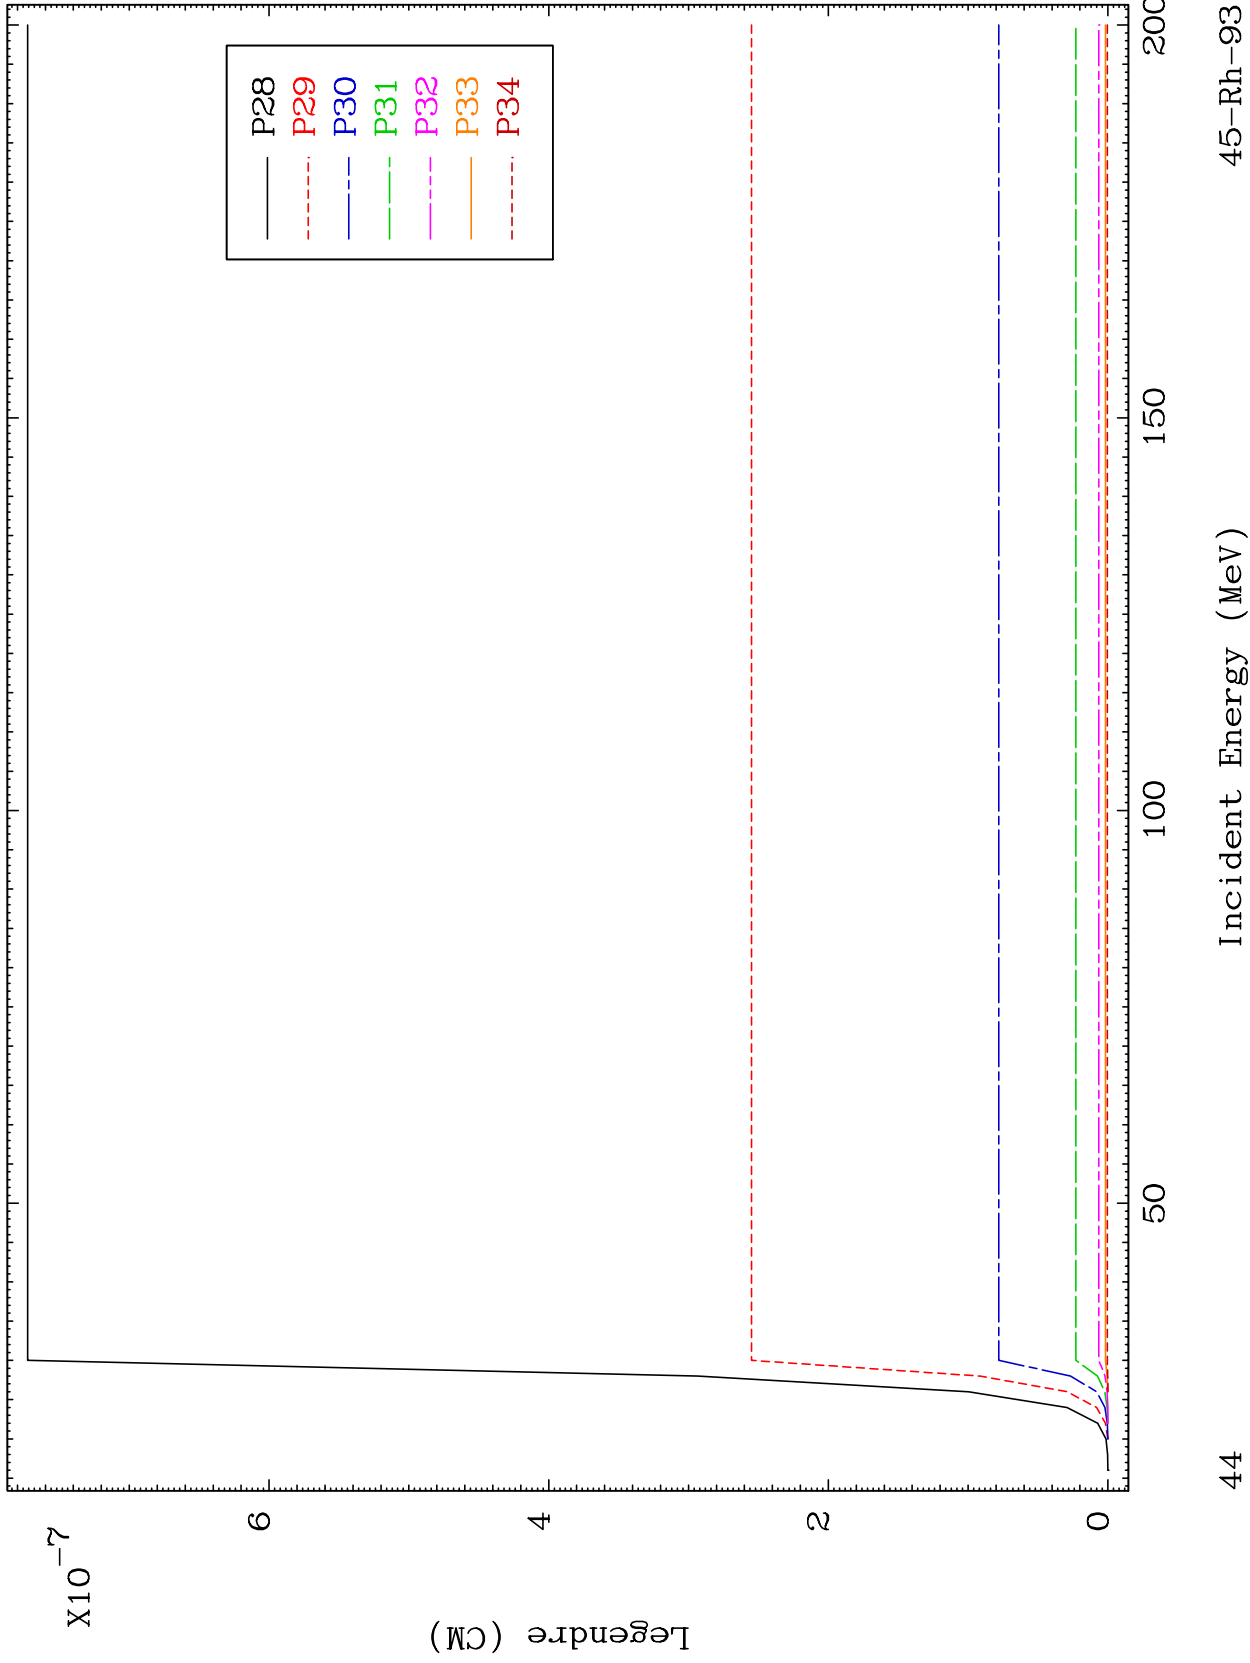 X10-7
6
4
2
0
Legendre (CM)
P28
P29
P30
P31
P32
P33
P34
50
100
150
200
Incident Energy (MeV)
44
45-Rh-93